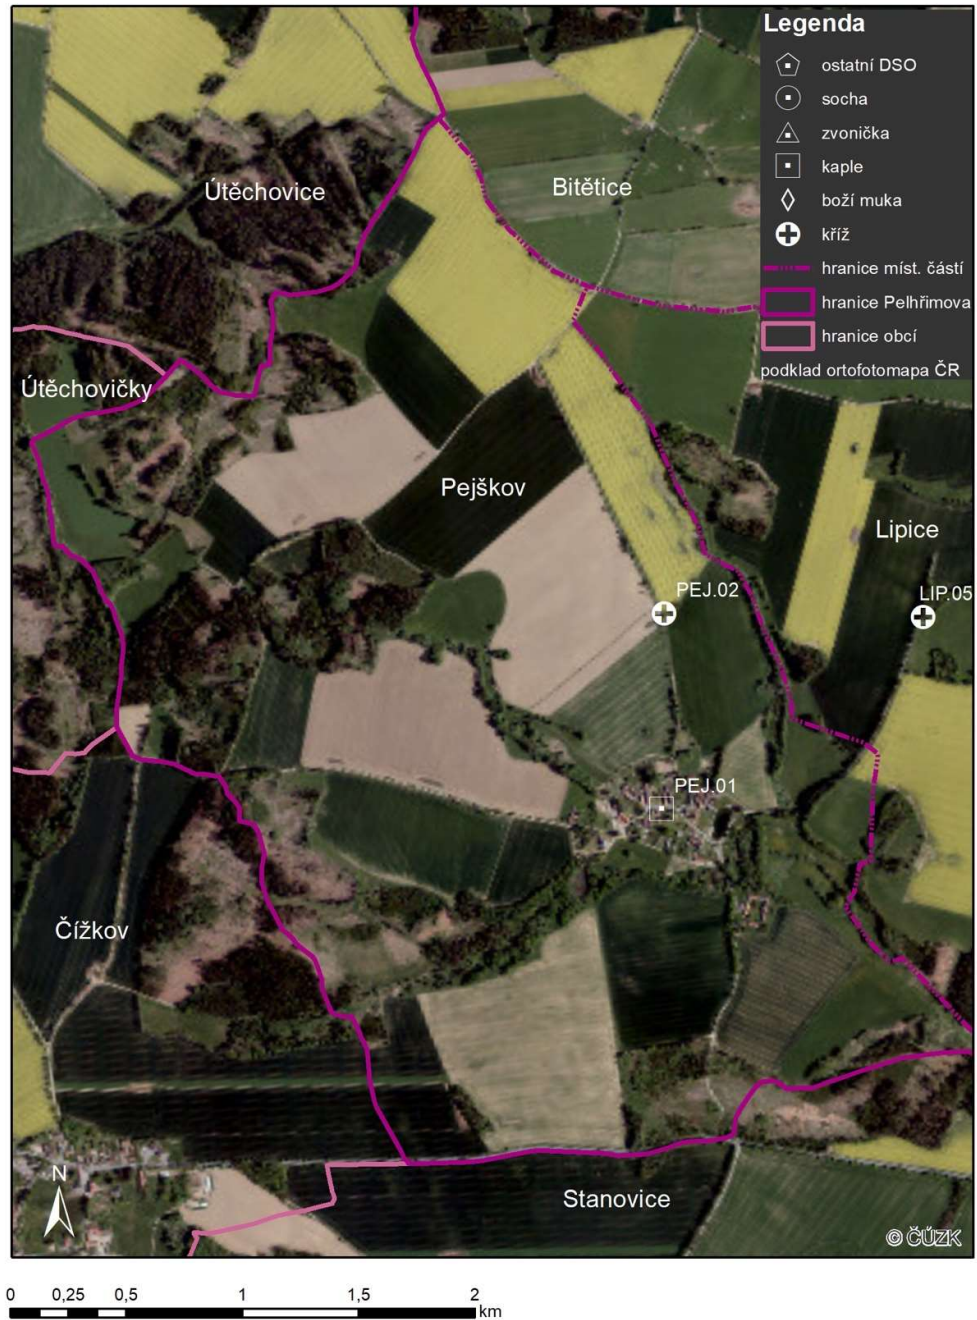 Legenda
ostatní DSO
socha
zvonička
kaple
boží muka
kříž
hranice míst. částí
hranice Pelhřimova
hranice obcí
podklad ortofotomapa ČR
Útěchovice
Bitětice
Útěchovičky
Pejškov
Lipice
PEJ.02
LIP.05
PEJ.01
Čížkov
N
Stanovice
© ČÚZK
0 0,25 0,5 1 1,5 2
km